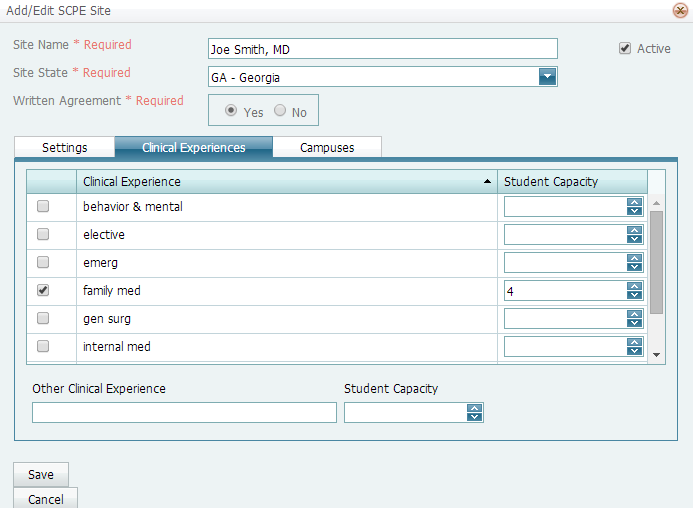 Add/Edit SCPE Site
Site Name * Required
Joe Smith, MD
Active
Site State * Required
GA - Georgia
Written Agreement * Required
Yes No
Settings Clinical Experiences Campuses
Clinical Experience Student Capacity
behavior & mental
elective
emerg
family med 4
gen surg
internal med
Other Clinical Experience Student Capacity
Save
Cancel